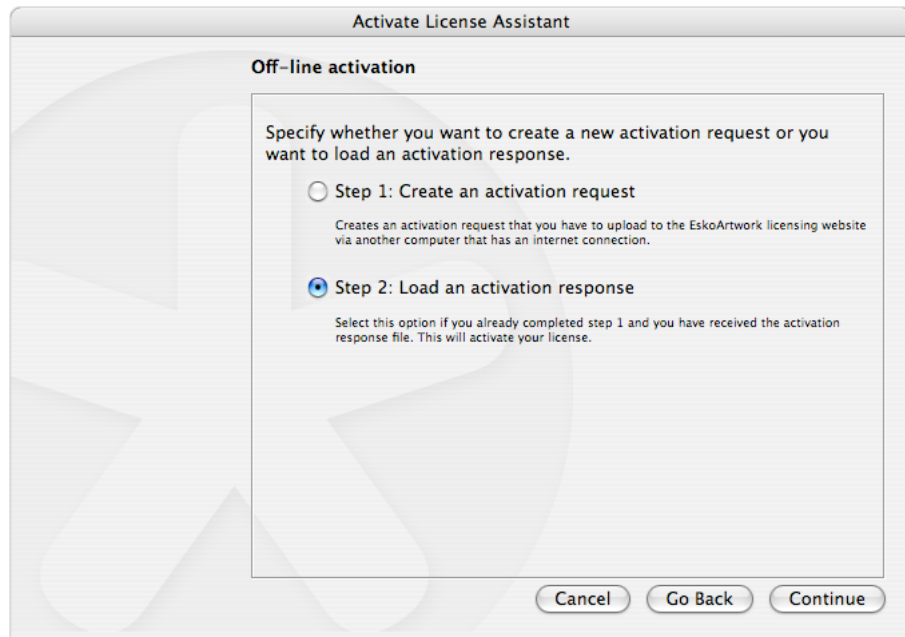 Activate License Assistant
Off-line activation
Specify whether you want to create a new activation request or you
want to load an activation response.
Step 1: Create an activation request
Creates an activation request that you have to upload to the EskoArtwork licensing website
via another computer that has an internet connection.
Step 2: Load an activation response
Select this option if you already completed step 1 and you have received the activation
response file. This will activate your license.
Cancel Go Back Continue